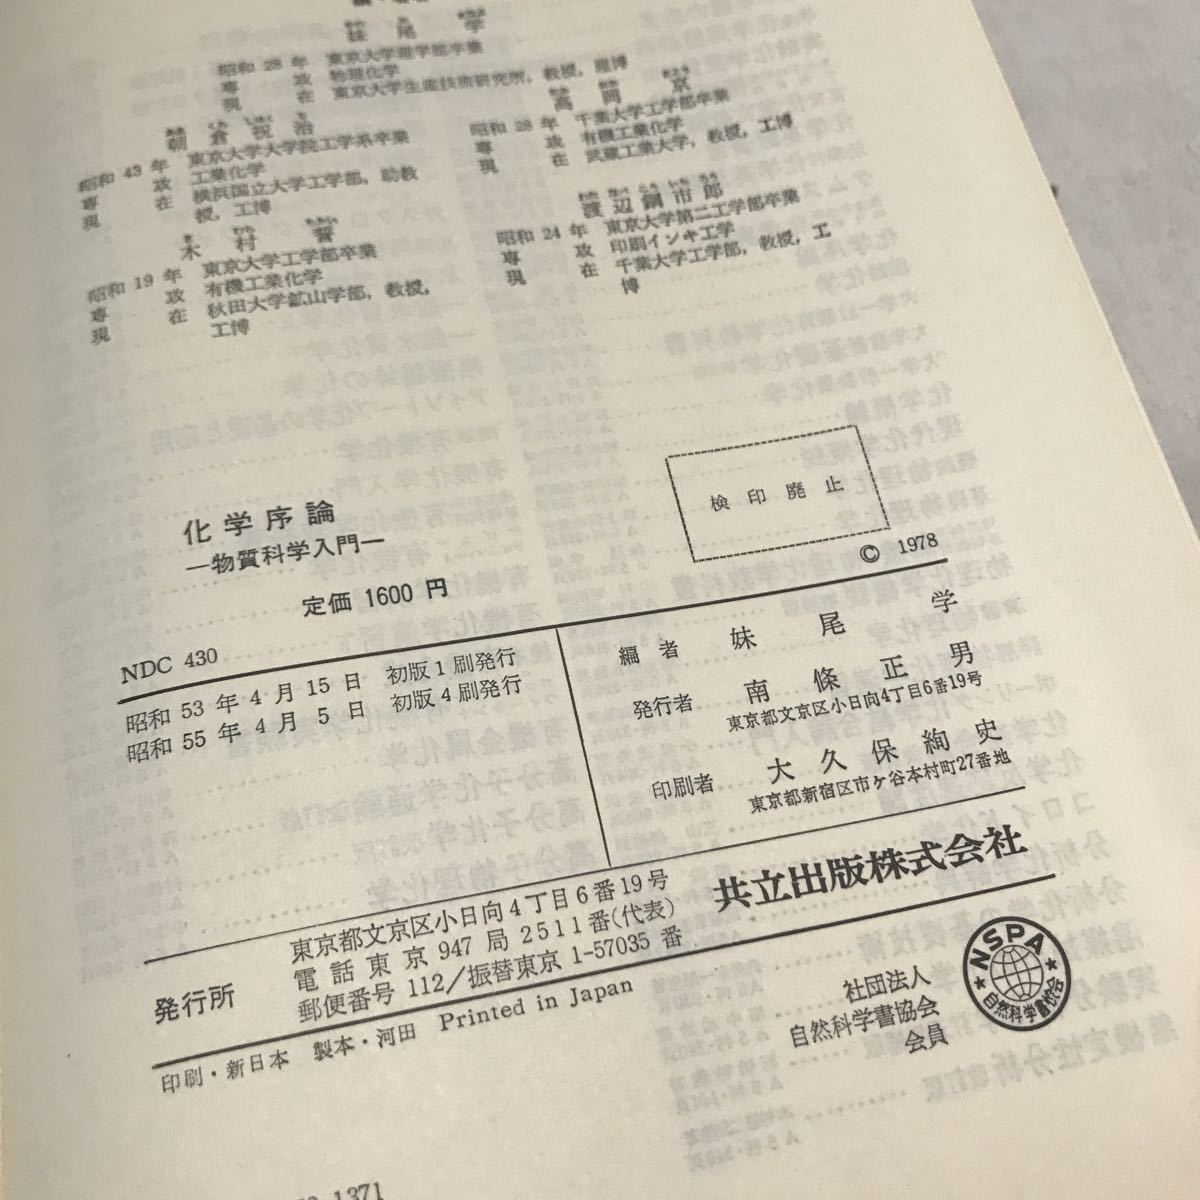 妹尾学
昭和28年 東京大学理学部卒業
専攻 物理化学
現在 東京大学生産技術研究所,教授,理博
朝倉祝治
昭和43年 東京大学大学院工学系卒業
専攻 工業化学
現在 横浜国立大学工学部,助教
授,工博
木村誓
昭和19年 東京大学工学部卒業
専攻 有機工業化学
現在 秋田大学鉱山学部,教授,
工博
高岡京
昭和28年 千葉大学工学部卒業
専攻 有機工業化学
現在 武蔵工業大学,教授,工博
渡辺鋼市郎
昭和24年 東京大学第二工学部卒業
専攻 印刷インキ工学
現在 千葉大学工学部,教授,工
博
検印廃止
© 1978
化学序論
―物質科学入門―
定価 1600 円
NDC 430
昭和 53 年 4 月 15 日 初版 1 刷発行
昭和 55 年 4 月 5 日 初版 4 刷発行
編者 妹尾学
発行者 南條正男
東京都文京区小日向4丁目6番19号
印刷者 大久保絢史
東京都新宿区市ケ谷本村町27番地
発行所
東京都文京区小日向4丁目6番19号
電話東京 947 局 2511番(代表)
郵便番号 112/振替東京 1-57035 番
共立出版株式会社
印刷・新日本 製本・河田 Printed in Japan
社団法人
自然科学書協会
会員
NSPA
自然科学書協会
1371